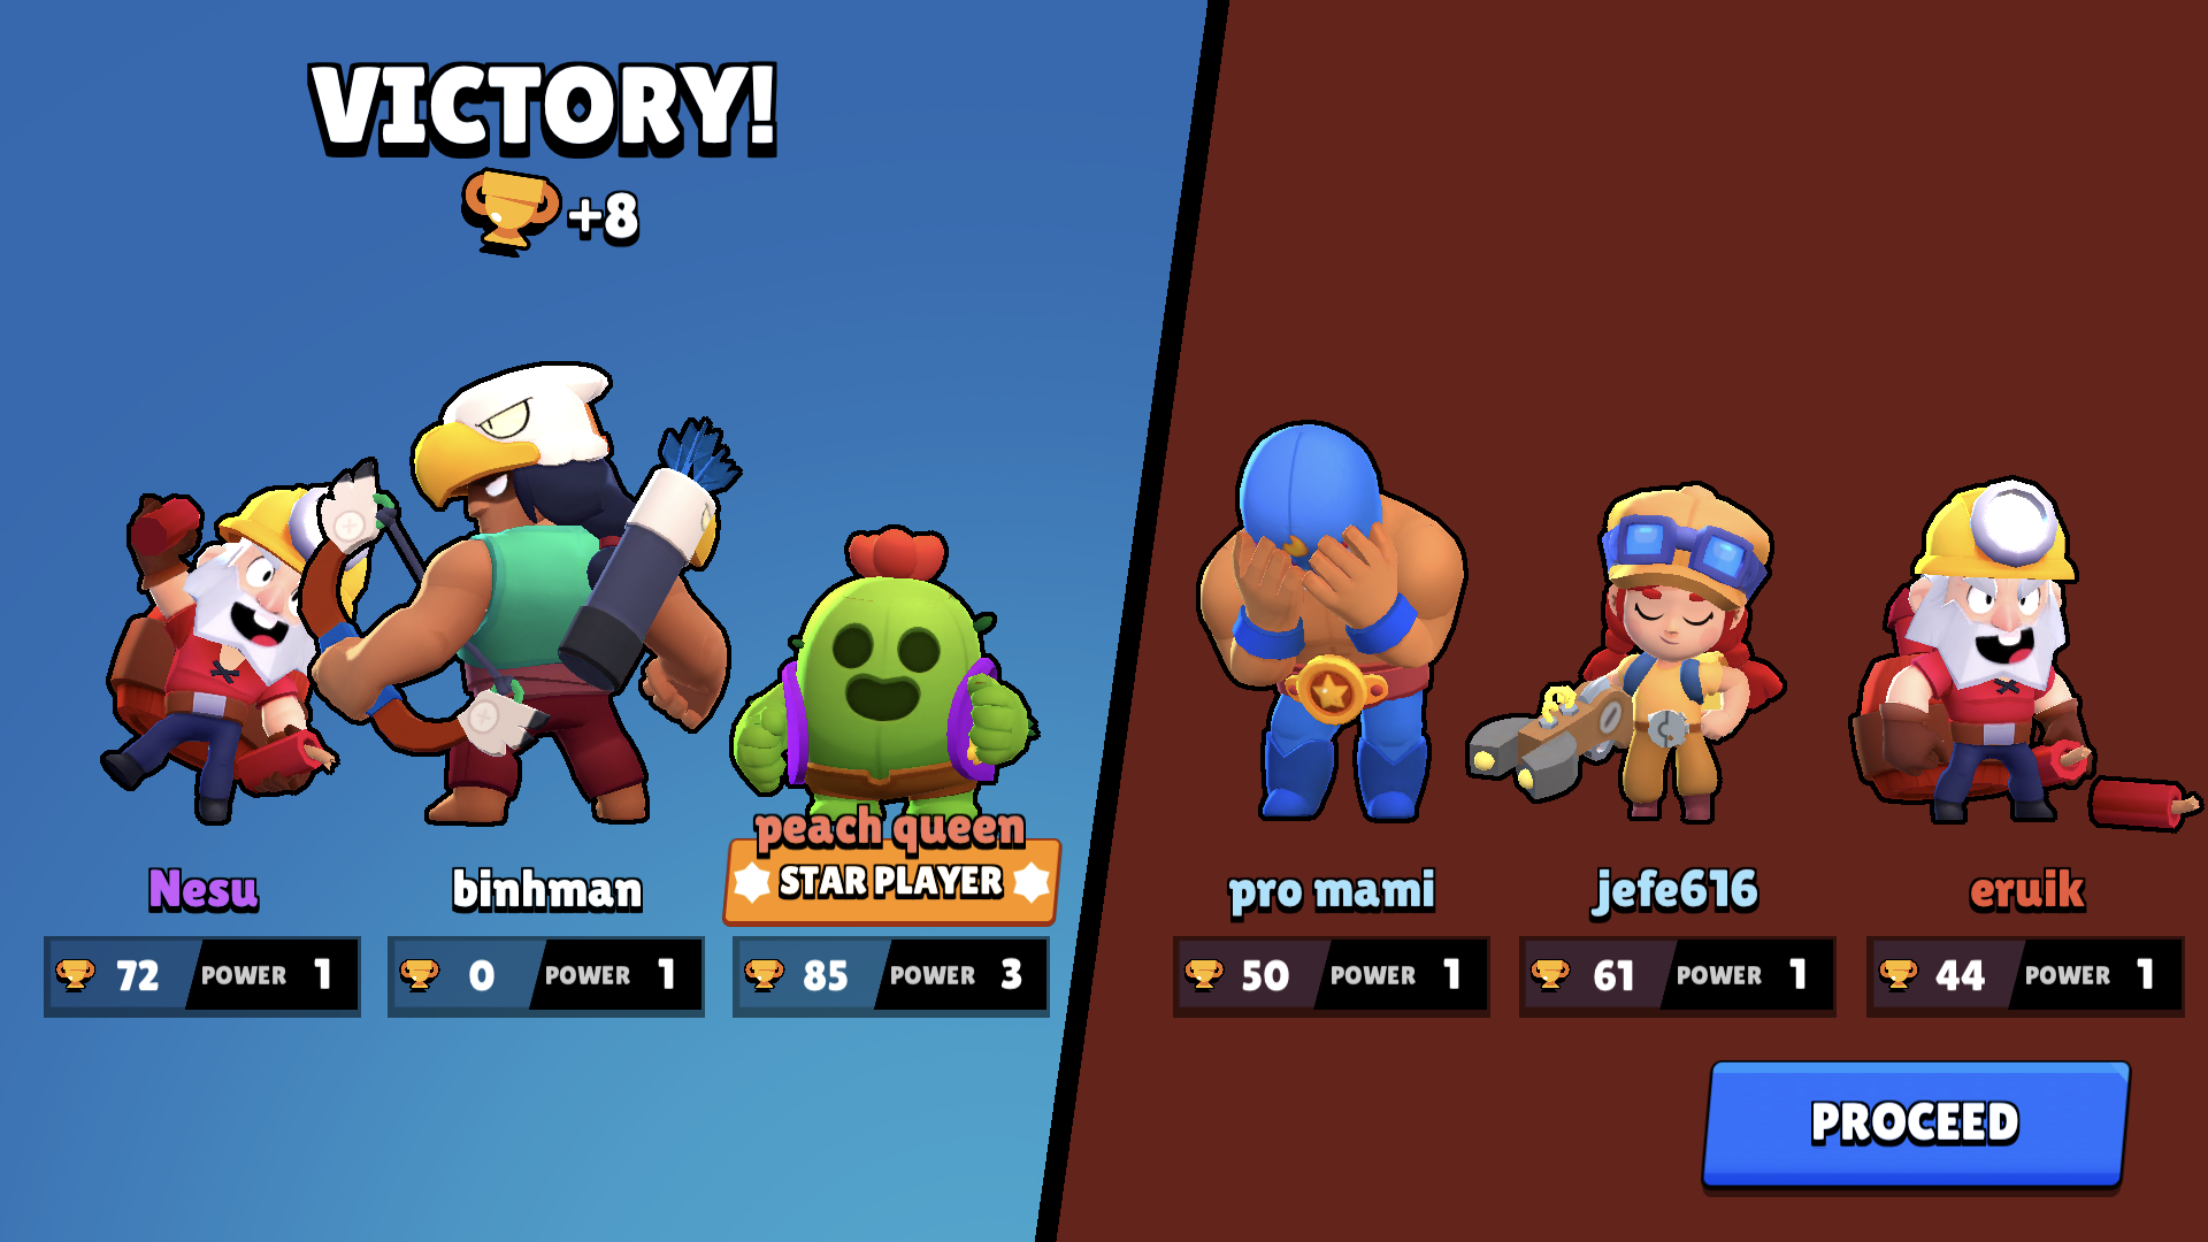 VICTORY!
+8
peach queen
STAR PLAYER
Nesu
binhman
pro mami
jefe616
eruik
72 POWER 1
0 POWER 1
85 POWER 3
50 POWER 1
61 POWER 1
44 POWER 1
PROCEED